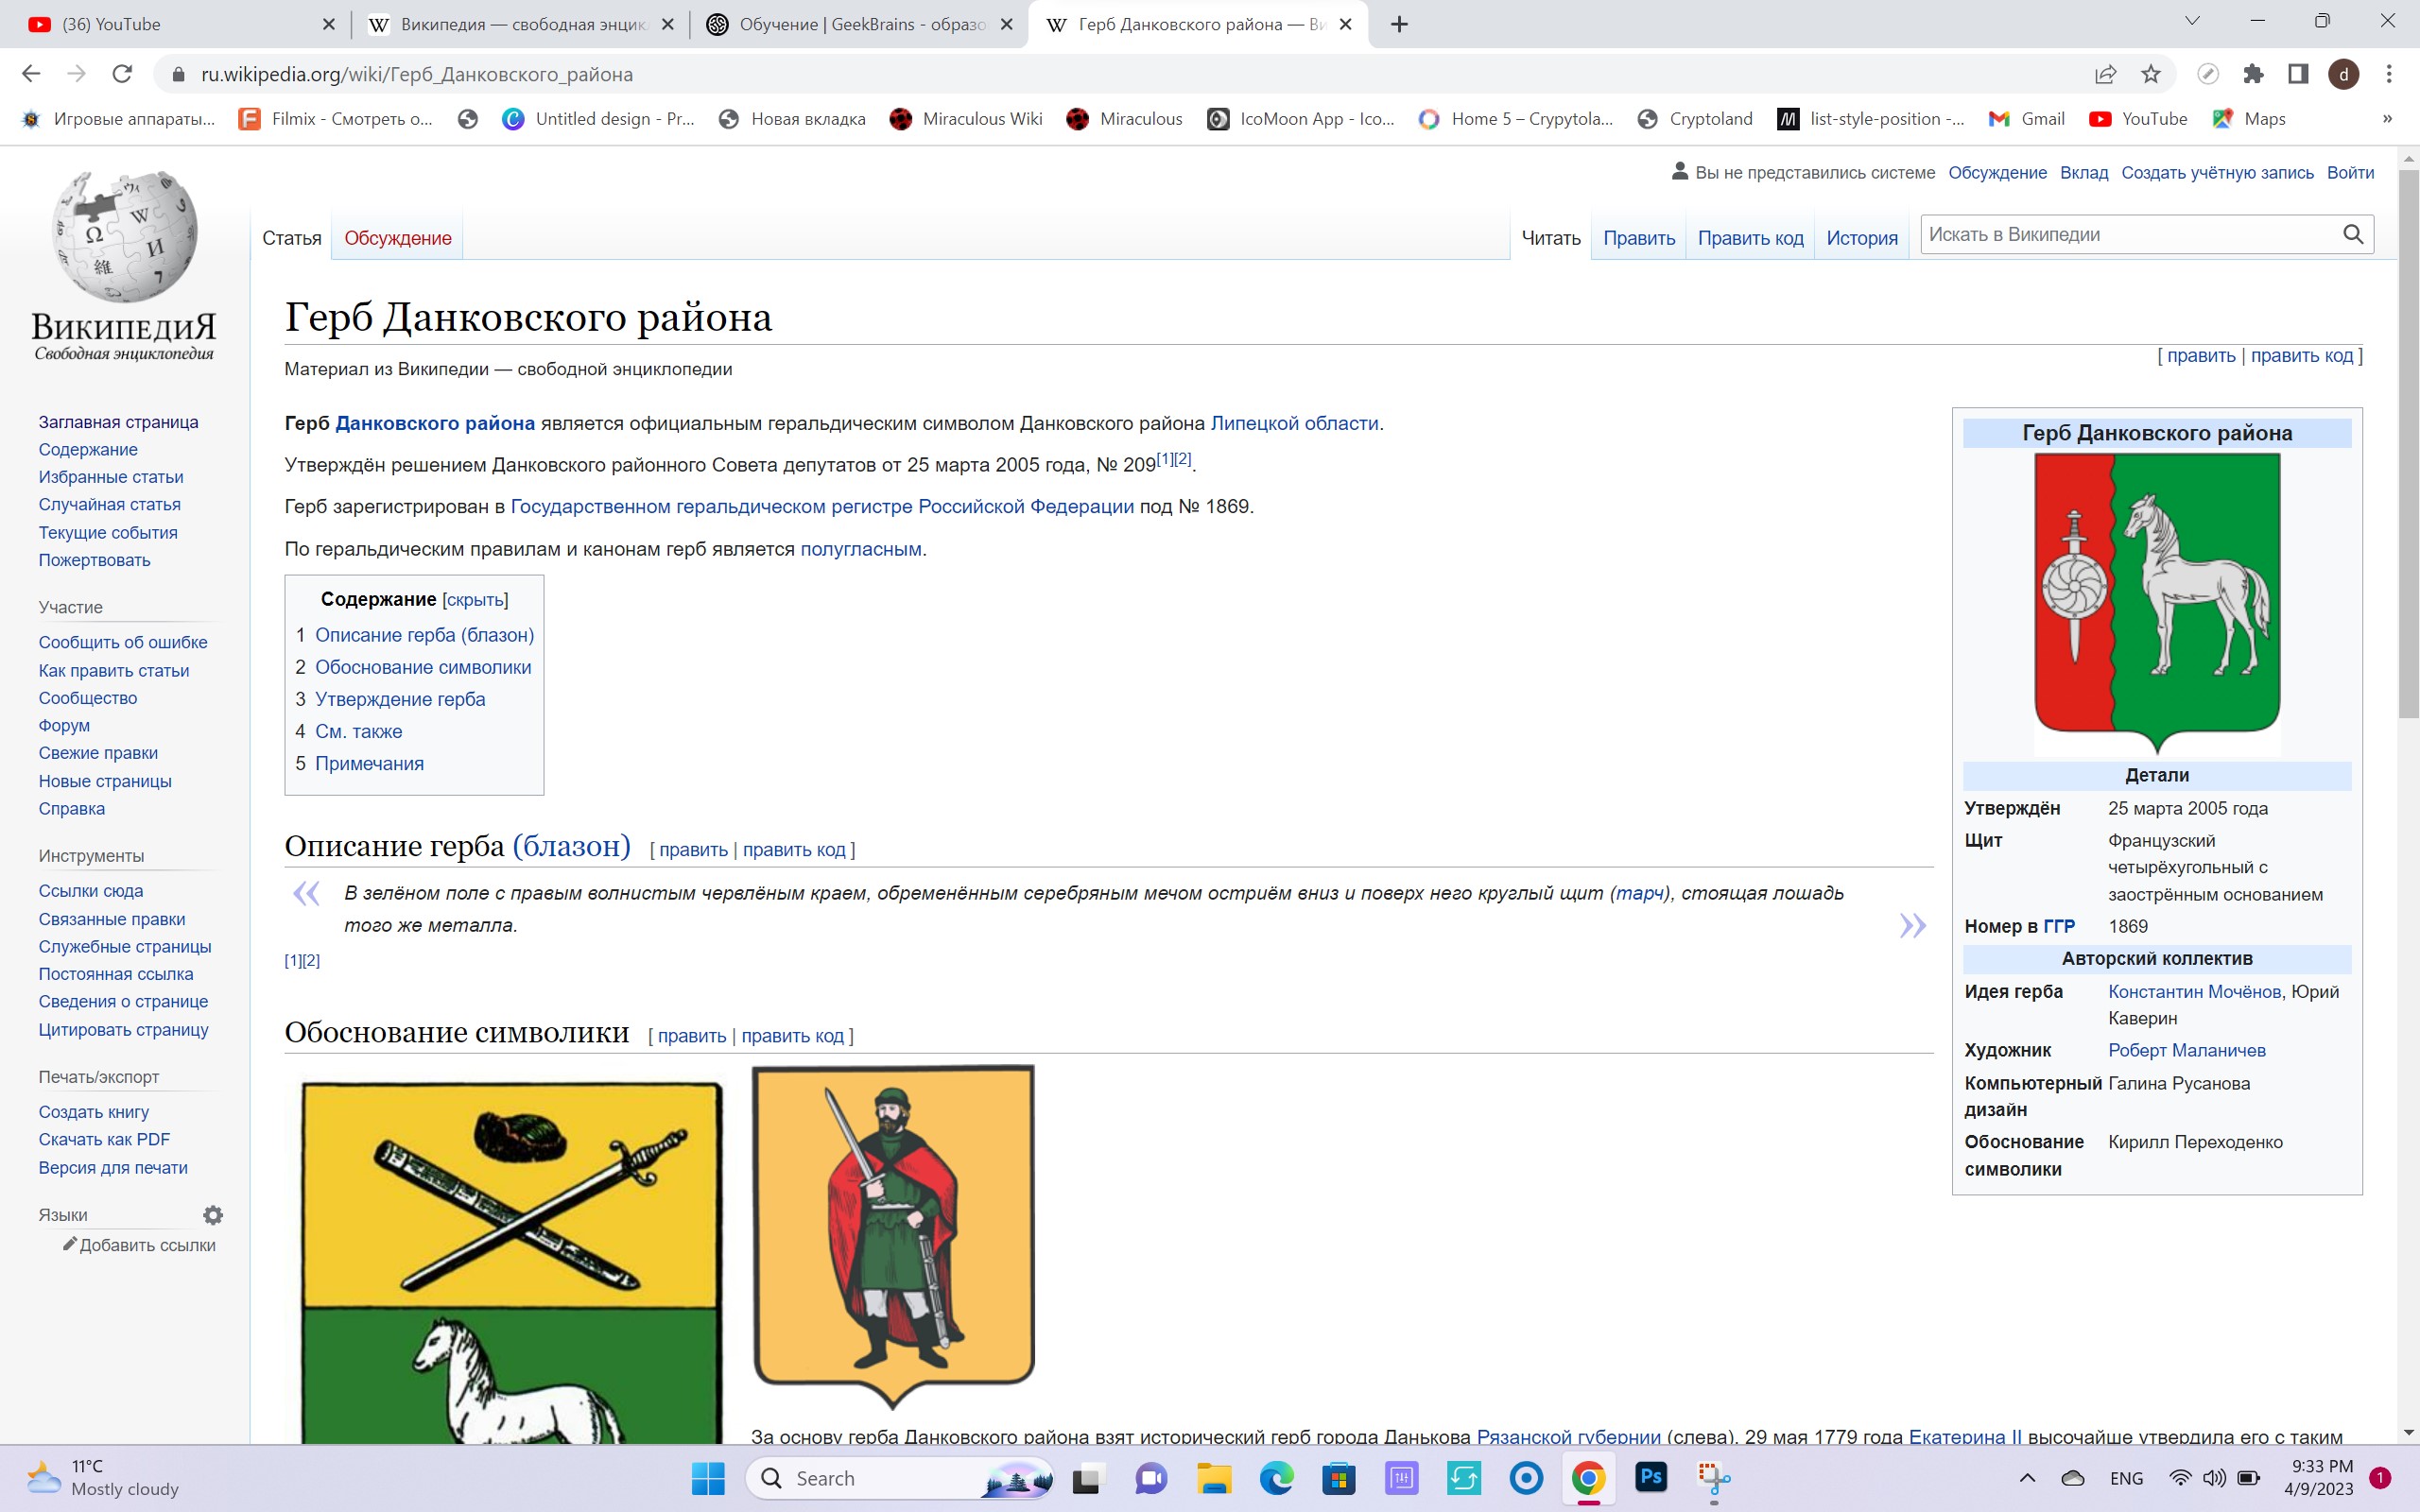 (36) YouTube
Википедия — свободная энцик
Обучение | GeekBrains - образо
Герб Данковского района — Ви
ru.wikipedia.org/wiki/Герб_Данковского_района
d
Игровые аппараты...
Filmix - Смотреть о...
Untitled design - Pr...
Новая вкладка
Miraculous Wiki
Miraculous
IcoMoon App - Ico...
Home 5 – Crypytola...
Cryptoland
list-style-position -...
Gmail
YouTube
Maps
»
Вы не представились системе Обсуждение Вклад Создать учётную запись Войти
Статья Обсуждение
Читать Править Править код История
Искать в Википедии
ВикипедиЯ
Свободная энциклопедия
Заглавная страница
Содержание
Избранные статьи
Случайная статья
Текущие события
Пожертвовать
Участие
Сообщить об ошибке
Как править статьи
Сообщество
Форум
Свежие правки
Новые страницы
Справка
Инструменты
Ссылки сюда
Связанные правки
Служебные страницы
Постоянная ссылка
Сведения о странице
Цитировать страницу
Печать/экспорт
Создать книгу
Скачать как PDF
Версия для печати
Языки
Добавить ссылки
Герб Данковского района
[ править | править код ]
Материал из Википедии — свободной энциклопедии
Герб Данковского района является официальным геральдическим символом Данковского района Липецкой области.
Утверждён решением Данковского районного Совета депутатов от 25 марта 2005 года, № 209[1][2].
Герб зарегистрирован в Государственном геральдическом регистре Российской Федерации под № 1869.
По геральдическим правилам и канонам герб является полугласным.
Содержание [скрыть]
1 Описание герба (блазон)
2 Обоснование символики
3 Утверждение герба
4 См. также
5 Примечания
Описание герба (блазон) [ править | править код ]
« В зелёном поле с правым волнистым червлёным краем, обременённым серебряным мечом остриём вниз и поверх него круглый щит (тарч), стоящая лошадь
того же металла. »
[1][2]
Обоснование символики [ править | править код ]
За основу герба Данковского района взят исторический герб города Данькова Рязанской губернии (слева). 29 мая 1779 года Екатерина II высочайше утвердила его с таким
Герб Данковского района
Детали
Утверждён 25 марта 2005 года
Щит Французский
четырёхугольный с
заострённым основанием
Номер в ГГР 1869
Авторский коллектив
Идея герба Константин Мочёнов, Юрий
Каверин
Художник Роберт Маланичев
Компьютерный Галина Русанова
дизайн
Обоснование Кирилл Переходенко
символики
11°C
Mostly cloudy
Search
Ps
ENG
9:33 PM
4/9/2023
1